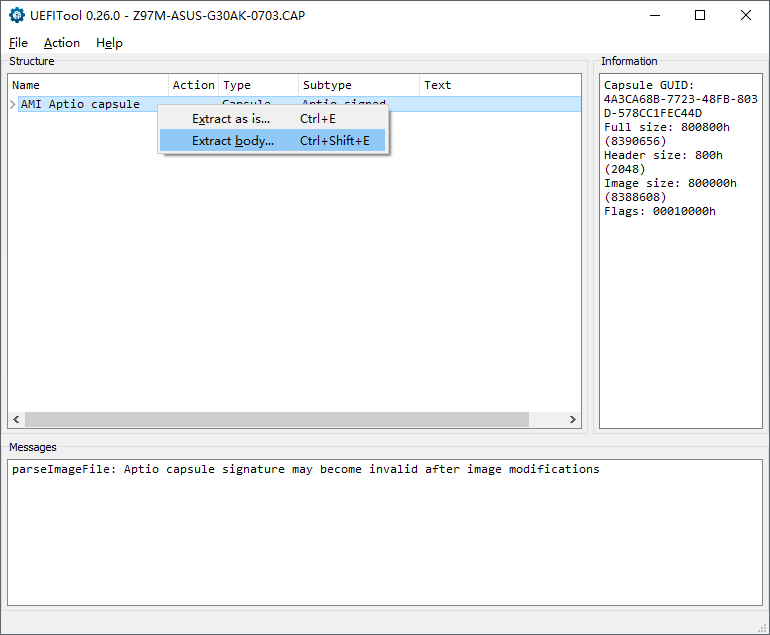 UEFITool 0.26.0 - Z97M-ASUS-G30AK-0703.CAP
File Action Help
Structure
Name Action Type Subtype Text
AMI Aptio capsule Capsule Aptio signed
Extract as is... Ctrl+E
Extract body... Ctrl+Shift+E
Information
Capsule GUID:
4A3CA68B-7723-48FB-803
D-578CC1FEC44D
Full size: 800800h
(8390656)
Header size: 800h
(2048)
Image size: 800000h
(8388608)
Flags: 00010000h
Messages
parseImageFile: Aptio capsule signature may become invalid after image modifications